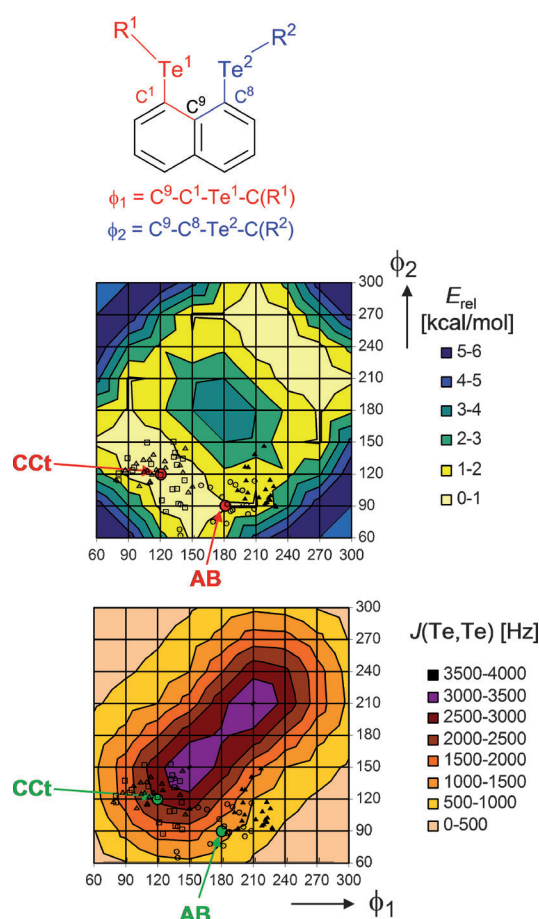 R¹ R²
Te¹ Te²
C¹ C⁹ C⁸
ϕ₁ = C⁹-C¹-Te¹-C(R¹)
ϕ₂ = C⁹-C⁸-Te²-C(R²)
ϕ₂
300
270
240
210
180
150
120
90
60
60 90 120 150 180 210 240 270 300
E_rel
[kcal/mol]
5-6
4-5
3-4
2-3
1-2
0-1
CCt
AB
300
270
240
210
180
150
120
90
60
60 90 120 150 180 210 240 270 300
J(Te,Te) [Hz]
3500-4000
3000-3500
2500-3000
2000-2500
1500-2000
1000-1500
500-1000
0-500
CCt
AB
ϕ₁